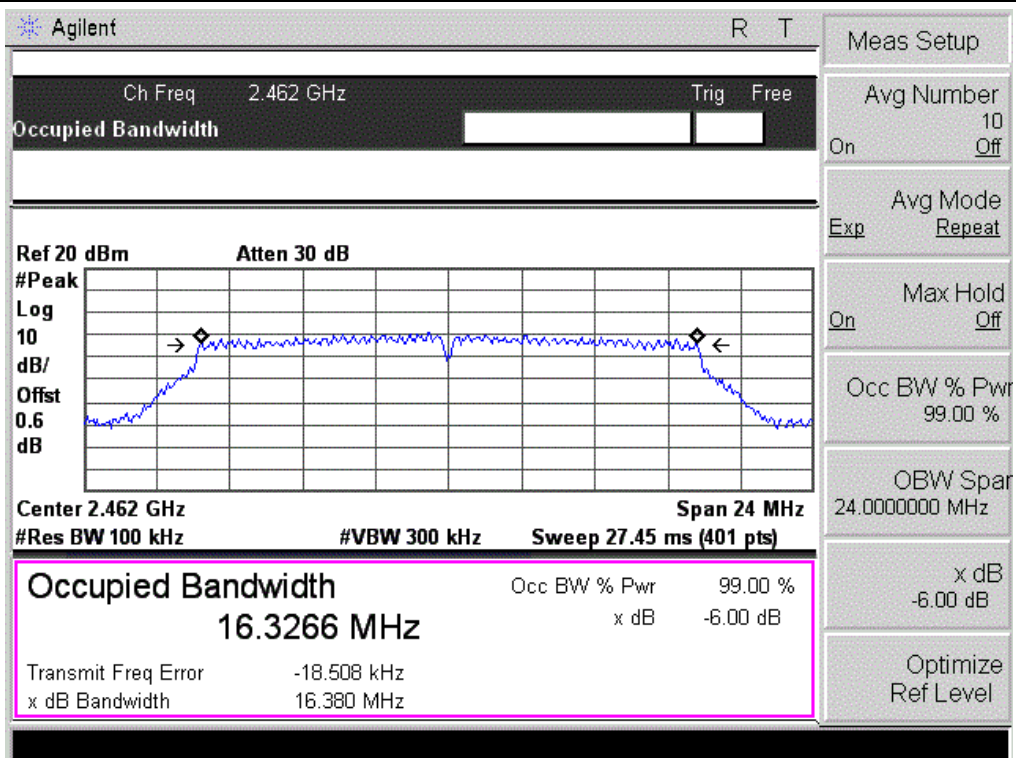 Agilent R T
Ch Freq 2.462 GHz Trig Free
Occupied Bandwidth
Ref 20 dBm Atten 30 dB
#Peak
Log
10
dB/
Offst
0.6
dB
Center 2.462 GHz Span 24 MHz
#Res BW 100 kHz #VBW 300 kHz Sweep 27.45 ms (401 pts)
Occupied Bandwidth Occ BW % Pwr 99.00 %
16.3266 MHz x dB -6.00 dB
Transmit Freq Error -18.508 kHz
x dB Bandwidth 16.380 MHz
Meas Setup
Avg Number
10
On Off
Avg Mode
Exp Repeat
Max Hold
On Off
Occ BW % Pwr
99.00 %
OBW Span
24.0000000 MHz
x dB
-6.00 dB
Optimize
Ref Level